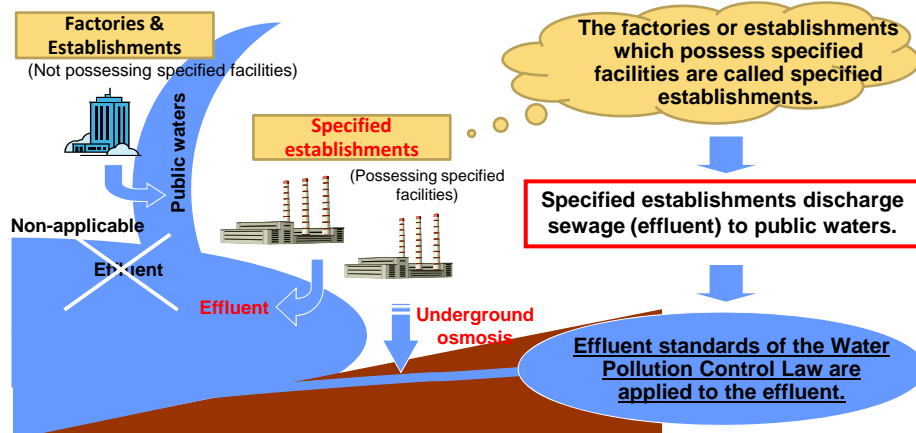 Factories &
Establishments
(Not possessing specified facilities)
Public waters
Non-applicable
Effluent
Specified
establishments
(Possessing specified
facilities)
Effluent
Underground
osmosis
The factories or establishments
which possess specified
facilities are called specified
establishments.
Specified establishments discharge
sewage (effluent) to public waters.
Effluent standards of the Water
Pollution Control Law are
applied to the effluent.